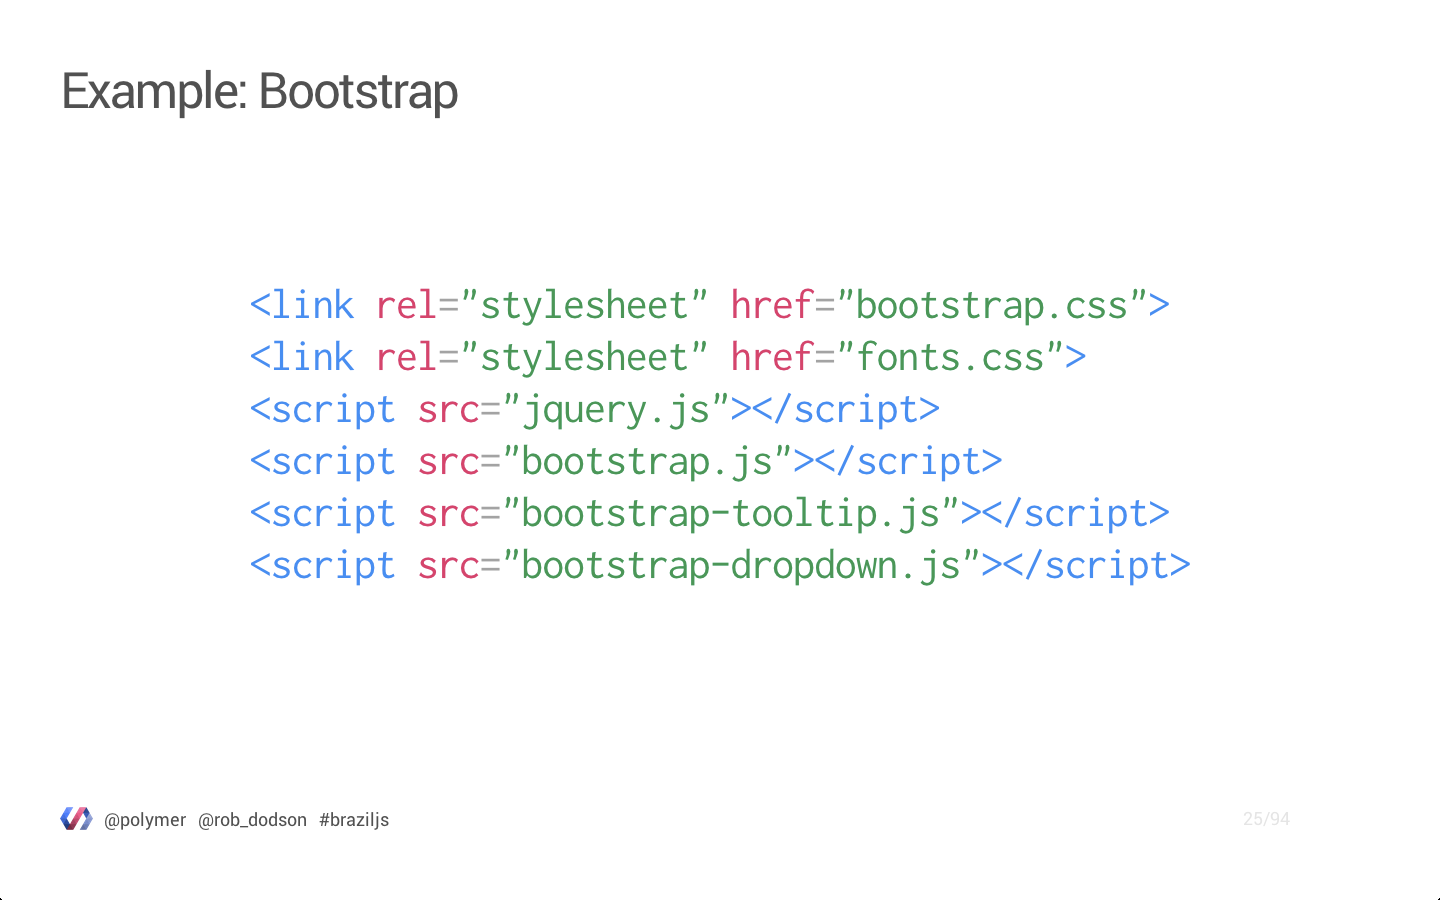 Example: Bootstrap
<link rel="stylesheet" href="bootstrap.css">
<link rel="stylesheet" href="fonts.css">
<script src="jquery.js"></script>
<script src="bootstrap.js"></script>
<script src="bootstrap-tooltip.js"></script>
<script src="bootstrap-dropdown.js"></script>
@polymer @rob_dodson #braziljs 25/94